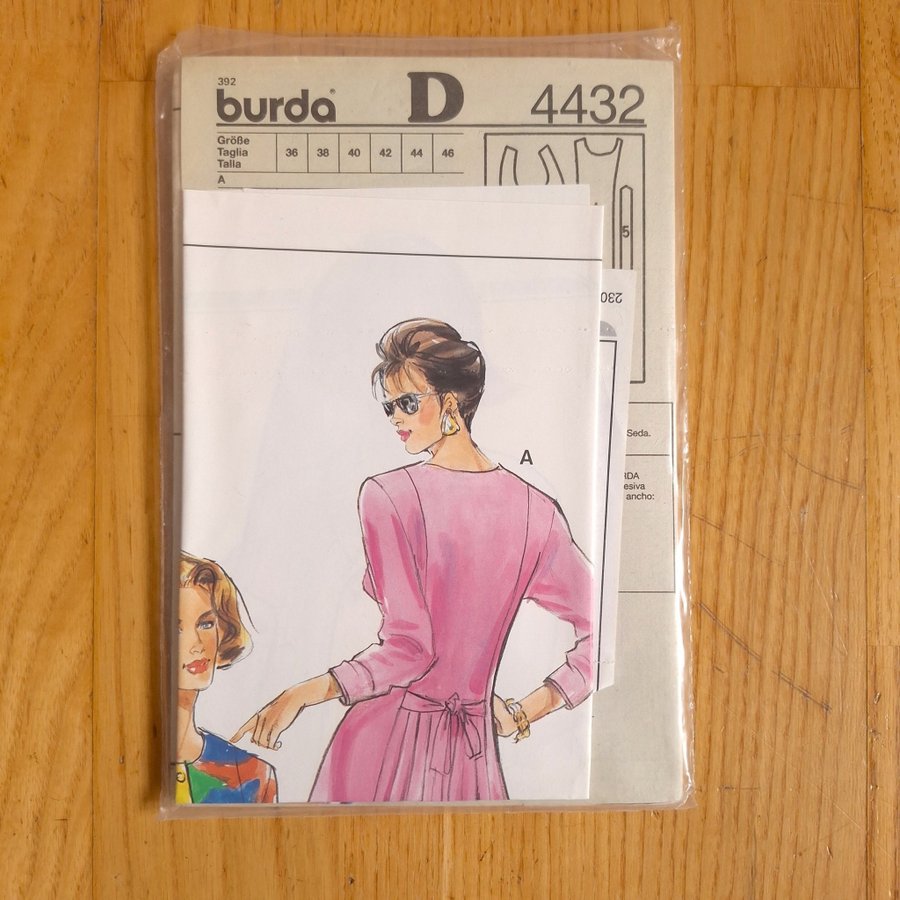 392
burda® D 4432
Größe
Taglia
Talla
36 38 40 42 44 46
A
5
230
Seda.
RDA
esiva
ancho:
A